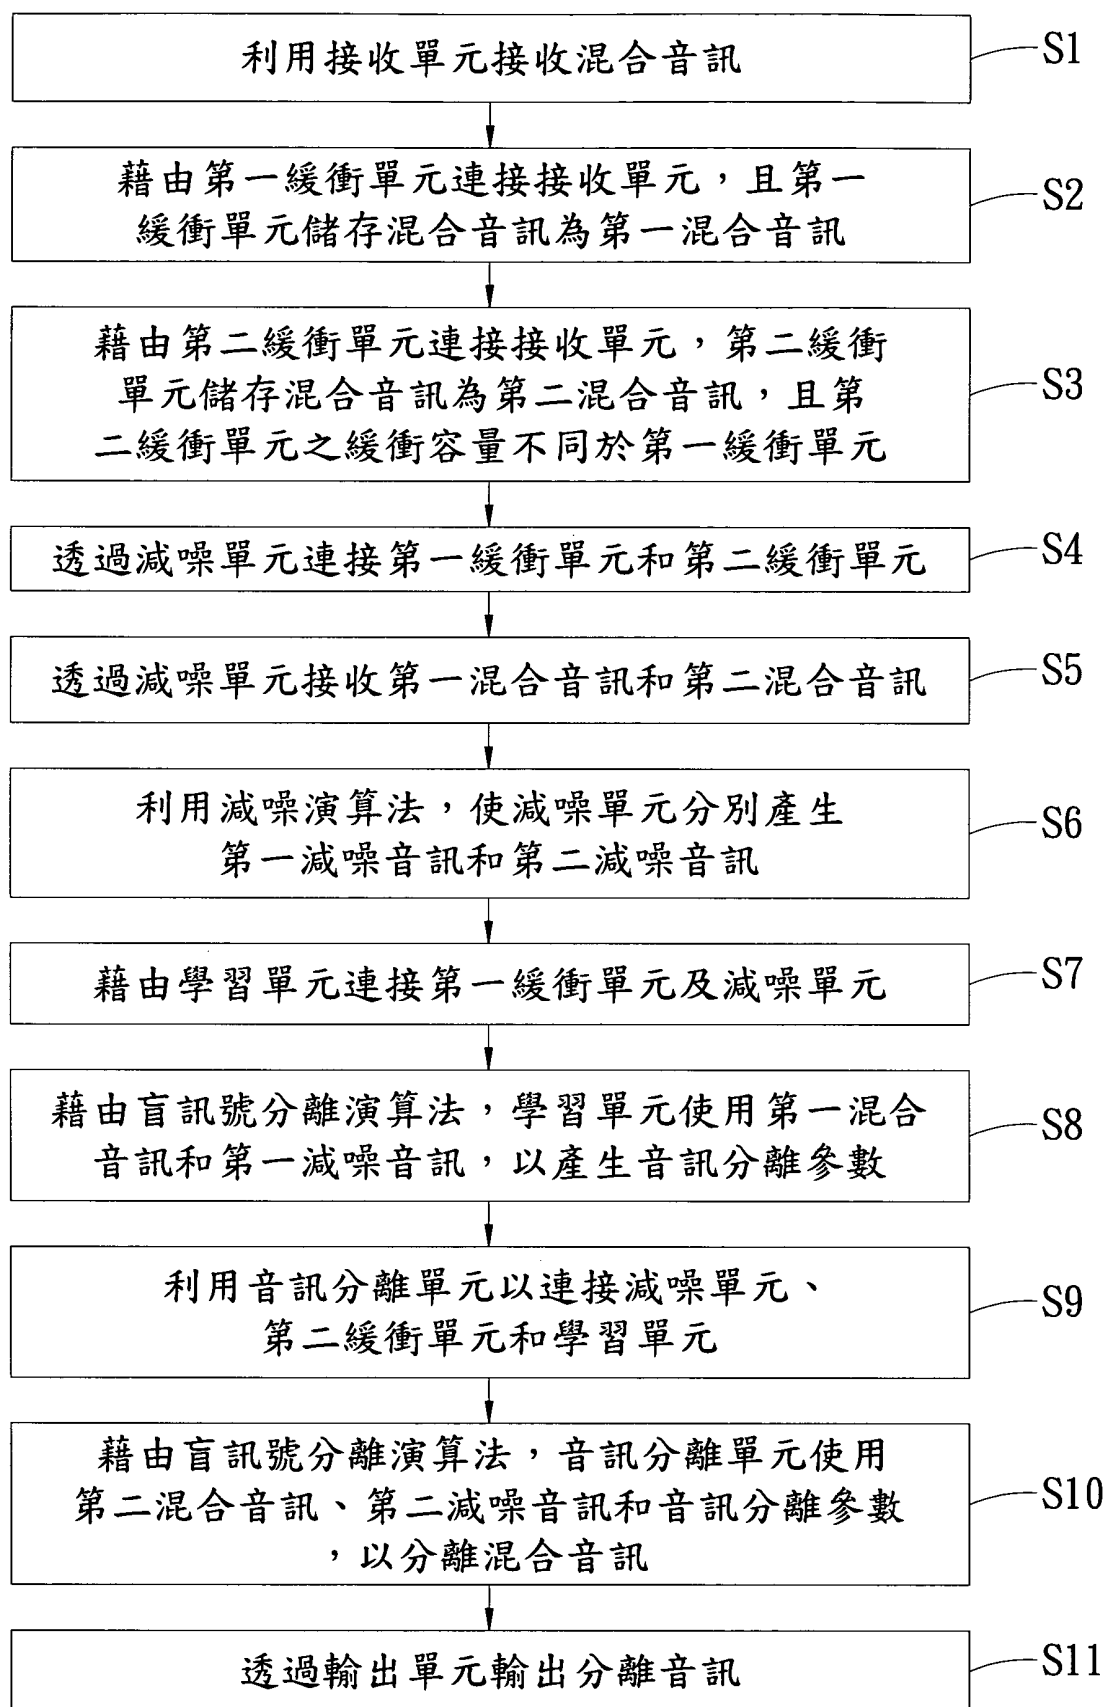 利用接收單元接收混合音訊
S1
藉由第一緩衝單元連接接收單元，且第一
緩衝單元儲存混合音訊為第一混合音訊
S2
藉由第二緩衝單元連接接收單元，第二緩衝
單元儲存混合音訊為第二混合音訊，且第
二緩衝單元之緩衝容量不同於第一緩衝單元
S3
透過減噪單元連接第一緩衝單元和第二緩衝單元
S4
透過減噪單元接收第一混合音訊和第二混合音訊
S5
利用減噪演算法，使減噪單元分別產生
第一減噪音訊和第二減噪音訊
S6
藉由學習單元連接第一緩衝單元及減噪單元
S7
藉由盲訊號分離演算法，學習單元使用第一混合
音訊和第一減噪音訊，以產生音訊分離參數
S8
利用音訊分離單元以連接減噪單元、
第二緩衝單元和學習單元
S9
藉由盲訊號分離演算法，音訊分離單元使用
第二混合音訊、第二減噪音訊和音訊分離參數
，以分離混合音訊
S10
透過輸出單元輸出分離音訊
S11